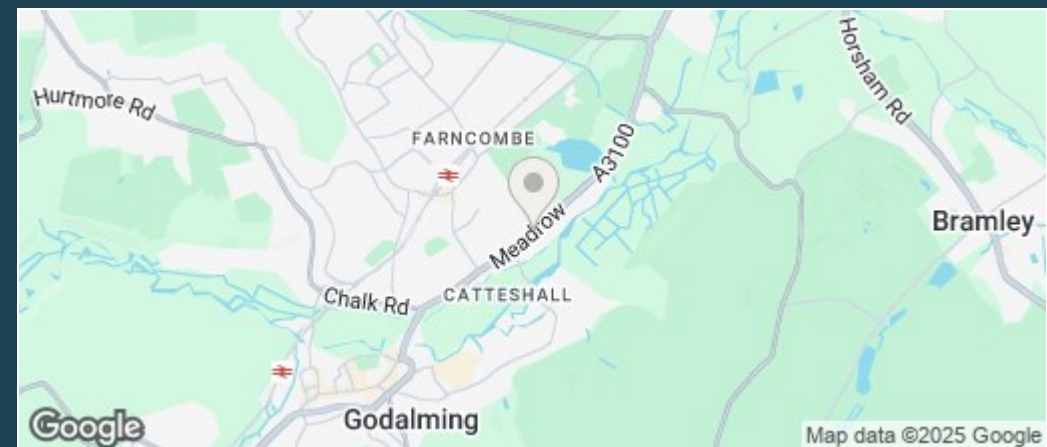 Horsham Rd
Hurtmore Rd
FARNCOMBE
A3100
Bramley
Meadrow
CATTESHALL
Chalk Rd
Godalming
Google
Map data ©2025 Google